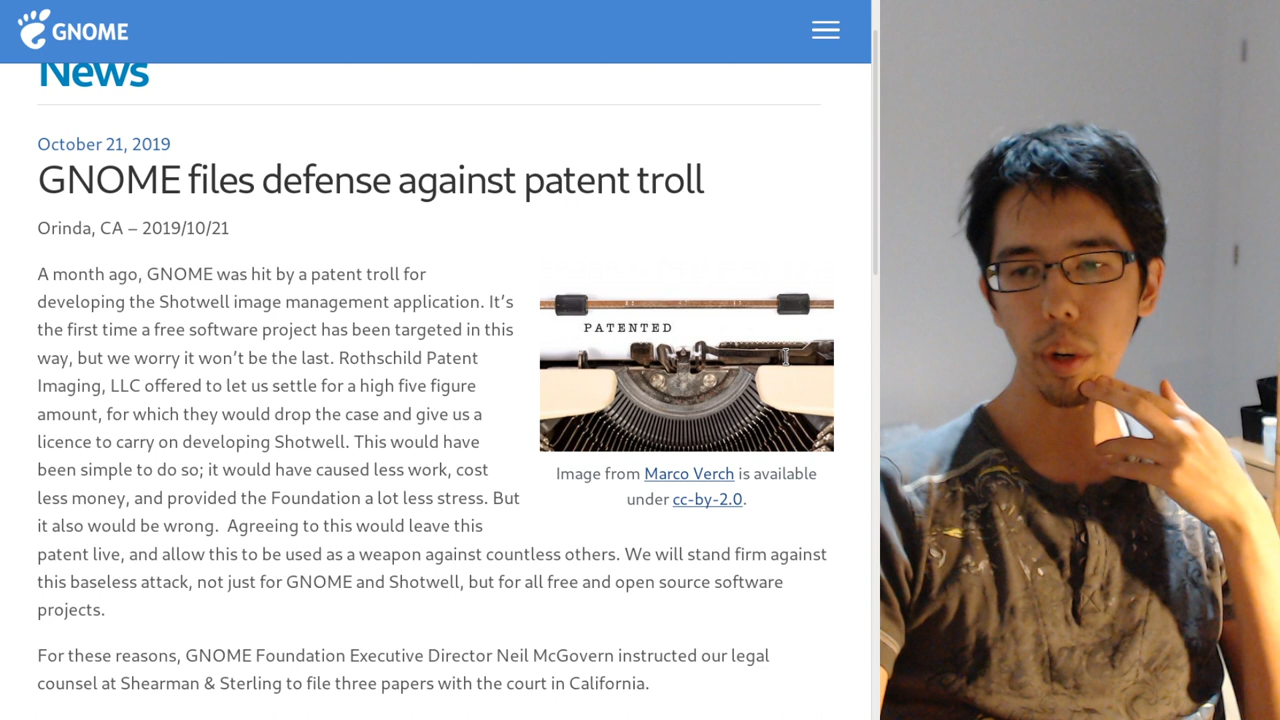 GNOME
News
October 21, 2019
GNOME files defense against patent troll
Orinda, CA – 2019/10/21
A month ago, GNOME was hit by a patent troll for
developing the Shotwell image management application. It’s
the first time a free software project has been targeted in this
way, but we worry it won’t be the last. Rothschild Patent
Imaging, LLC offered to let us settle for a high five figure
amount, for which they would drop the case and give us a
licence to carry on developing Shotwell. This would have
been simple to do so; it would have caused less work, cost
less money, and provided the Foundation a lot less stress. But
it also would be wrong. Agreeing to this would leave this
patent live, and allow this to be used as a weapon against countless others. We will stand firm against
this baseless attack, not just for GNOME and Shotwell, but for all free and open source software
projects.
PATENTED
Image from Marco Verch is available
under cc-by-2.0.
For these reasons, GNOME Foundation Executive Director Neil McGovern instructed our legal
counsel at Shearman & Sterling to file three papers with the court in California.